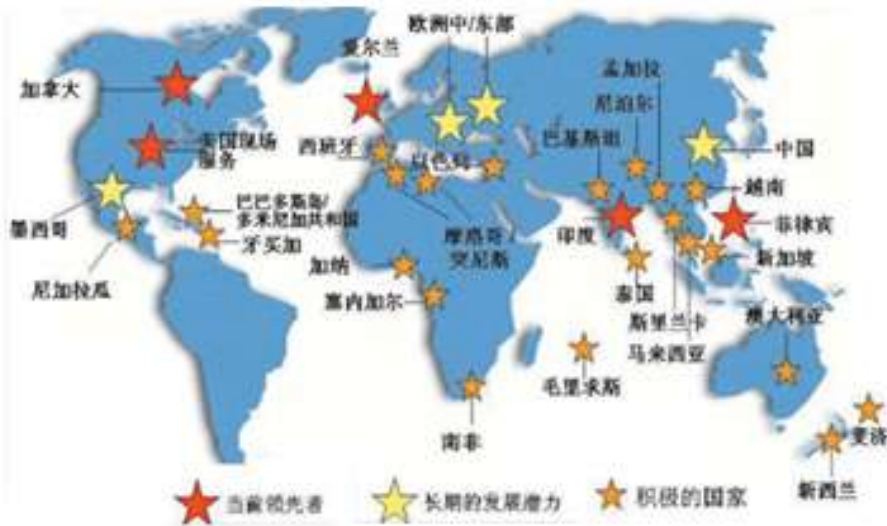 欧洲中/东部
爱尔兰
孟加拉
加拿大
尼泊尔
美国现场
服务
西班牙
以色列
巴基斯坦
中国
越南
巴巴多斯岛/
多米尼加共和国
墨西哥
牙买加
摩洛哥/
突尼斯
印度
菲律宾
加纳
新加坡
尼加拉瓜
塞内加尔
泰国
斯里兰卡
澳大利亚
马来西亚
毛里求斯
南非
斐济
新西兰
当前领先者
长期的发展潜力
积极的国家